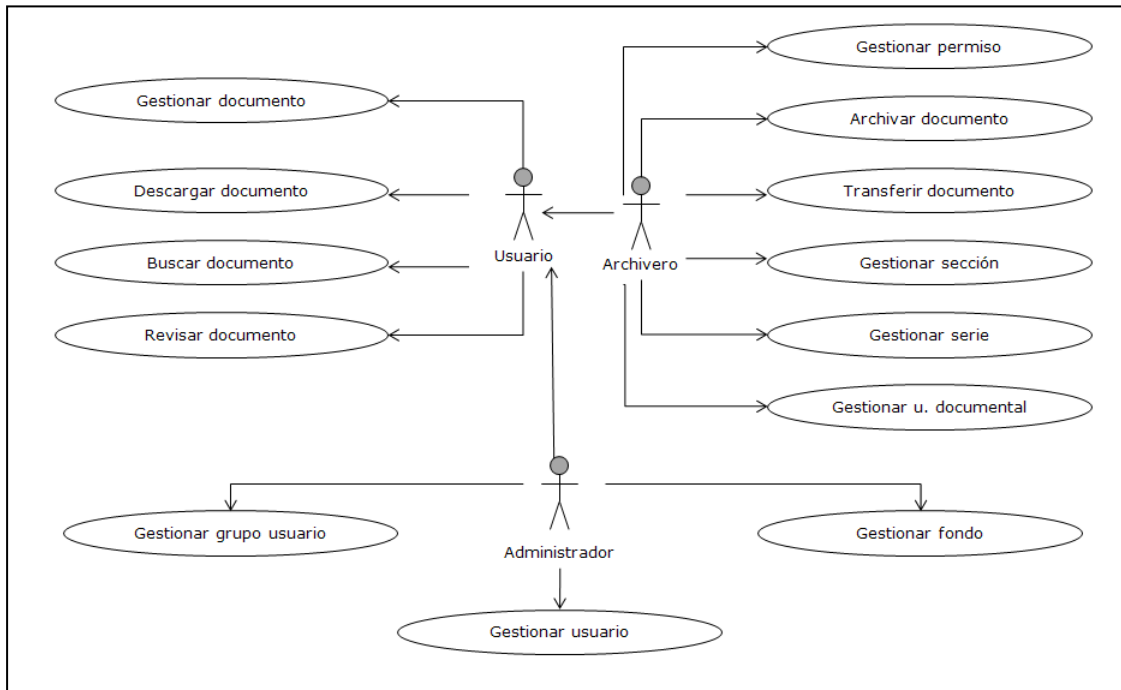 Gestionar permiso
Gestionar documento
Archivar documento
Descargar documento
Transferir documento
Usuario
Archivero
Buscar documento
Gestionar sección
Revisar documento
Gestionar serie
Gestionar u. documental
Gestionar grupo usuario
Administrador
Gestionar fondo
Gestionar usuario